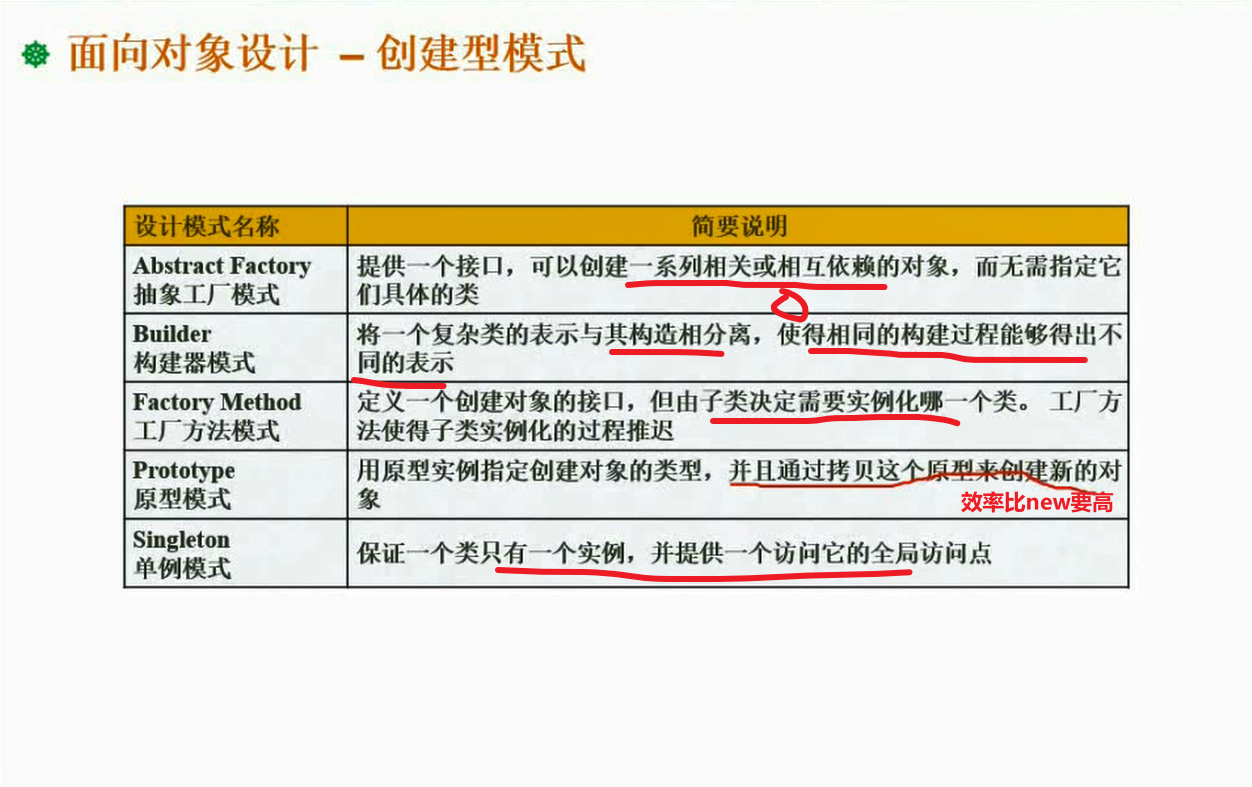 面向对象设计 – 创建型模式
设计模式名称
简要说明
Abstract Factory
抽象工厂模式
提供一个接口，可以创建一系列相关或相互依赖的对象，而无需指定它
们具体的类
Builder
构建器模式
将一个复杂类的表示与其构造相分离，使得相同的构建过程能够得出不
同的表示
Factory Method
工厂方法模式
定义一个创建对象的接口，但由子类决定需要实例化哪一个类。 工厂方
法使得子类实例化的过程推迟
Prototype
原型模式
用原型实例指定创建对象的类型，并且通过拷贝这个原型来创建新的对
象
效率比new要高
Singleton
单例模式
保证一个类只有一个实例，并提供一个访问它的全局访问点